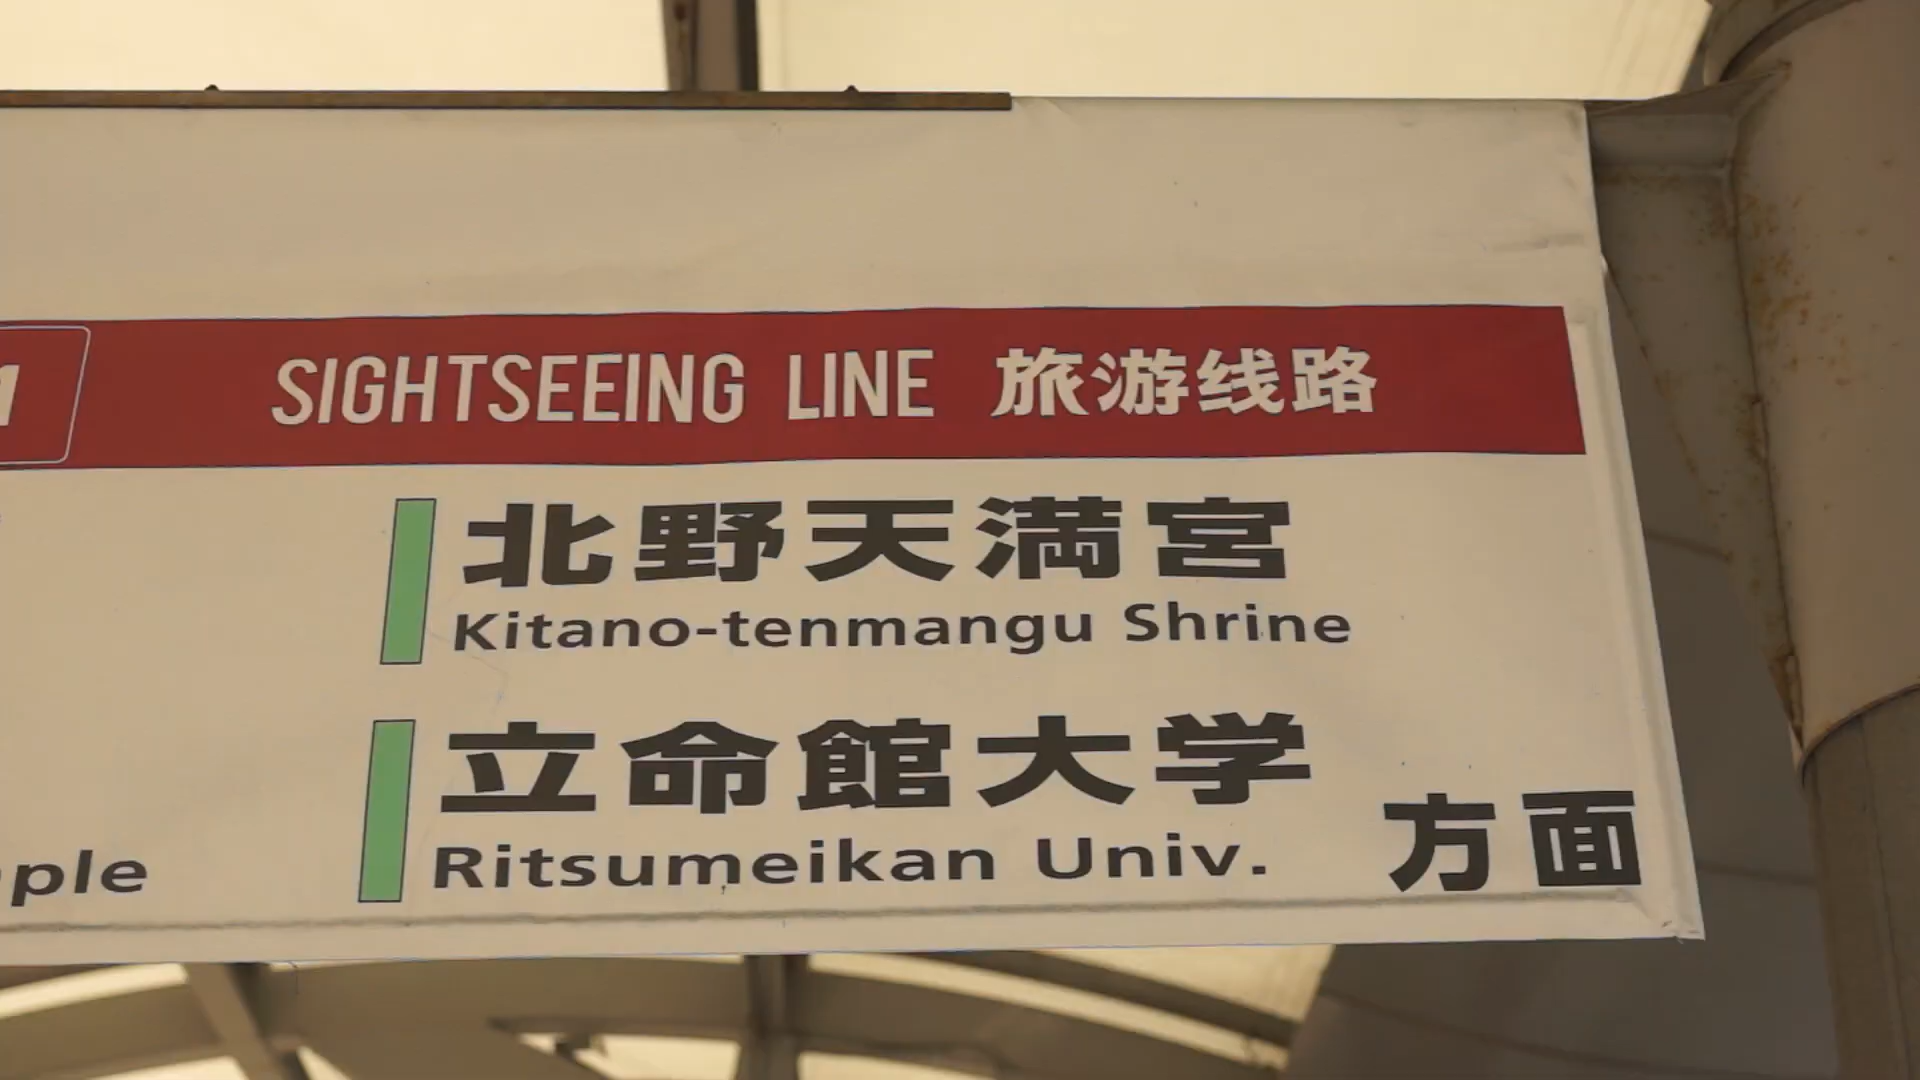 1 SIGHTSEEING LINE 旅游线路
北野天満宮
Kitano-tenmangu Shrine
立命館大学
Ritsumeikan Univ. 方面
ple